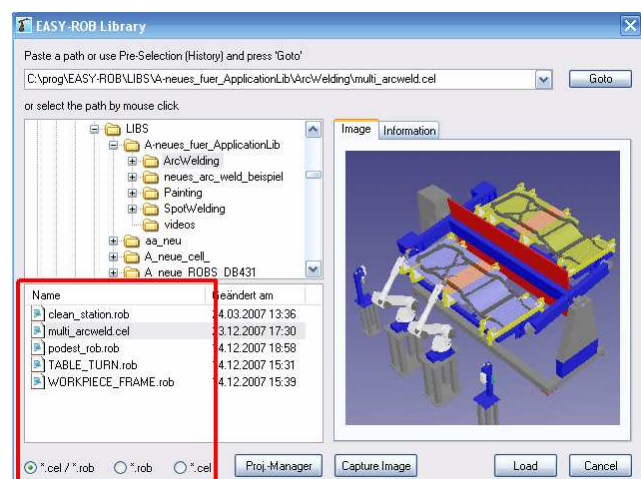 EASY-ROB Library
Paste a path or use Pre-Selection (History) and press 'Goto'
C:\prog\EASY-ROB\LIBS\A-neues_fuer_ApplicationLib\ArcWelding\multi_arcweld.cel
Goto
or select the path by mouse click
LIBS
A-neues_fuer_ApplicationLib
ArcWelding
neues_arc_weld_beispiel
Painting
SpotWelding
videos
aa_neu
A_neue_cell_
A_neue_ROBS_DB431
Image Information
Name Geändert am
clean_station.rob 24.03.2007 13:36
multi_arcweld.cel 23.12.2007 17:30
podest_rob.rob 14.12.2007 18:58
TABLE_TURN.rob 14.12.2007 15:31
WORKPIECE_FRAME.rob 14.12.2007 15:39
*.cel / *.rob *.rob *.cel Proj.-Manager Capture Image Load Cancel